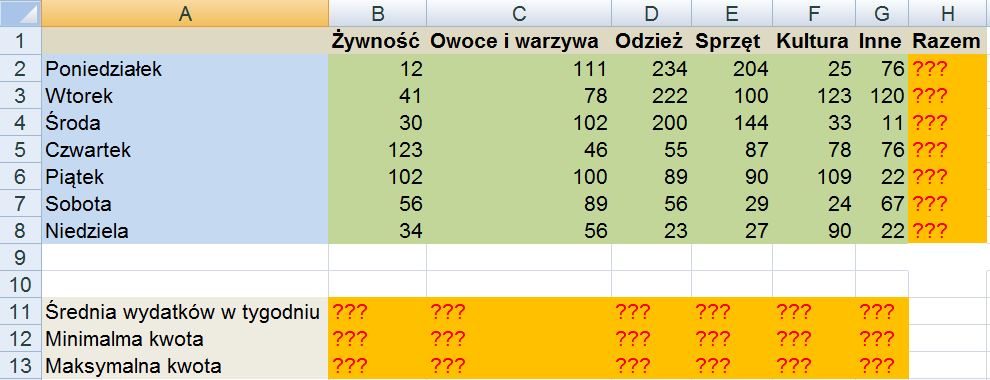 A B C D E F G H
1 Żywność Owoce i warzywa Odzież Sprzęt Kultura Inne Razem
2 Poniedziałek 12 111 234 204 25 76 ???
3 Wtorek 41 78 222 100 123 120 ???
4 Środa 30 102 200 144 33 11 ???
5 Czwartek 123 46 55 87 78 76 ???
6 Piątek 102 100 89 90 109 22 ???
7 Sobota 56 89 56 29 24 67 ???
8 Niedziela 34 56 23 27 90 22 ???
9
10
11 Średnia wydatków w tygodniu ??? ??? ??? ??? ??? ???
12 Minimalma kwota ??? ??? ??? ??? ??? ???
13 Maksymalna kwota ??? ??? ??? ??? ??? ???